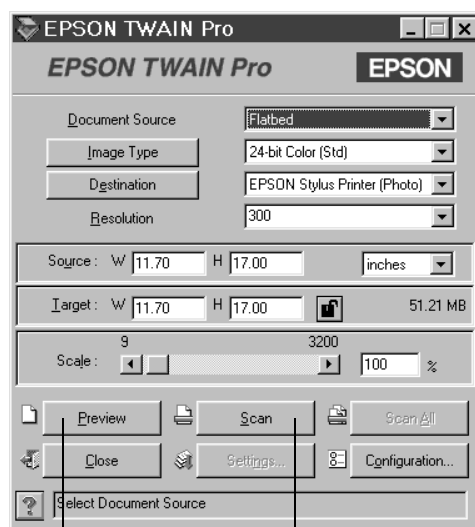 EPSON TWAIN Pro
EPSON TWAIN Pro EPSON
Document Source Flatbed
Image Type 24-bit Color (Std)
Destination EPSON Stylus Printer (Photo)
Resolution 300
Source: W 11.70 H 17.00 inches
Target: W 11.70 H 17.00 51.21 MB
9 3200
Scale: 100 %
Preview Scan Scan All
Close Settings... Configuration...
? Select Document Source